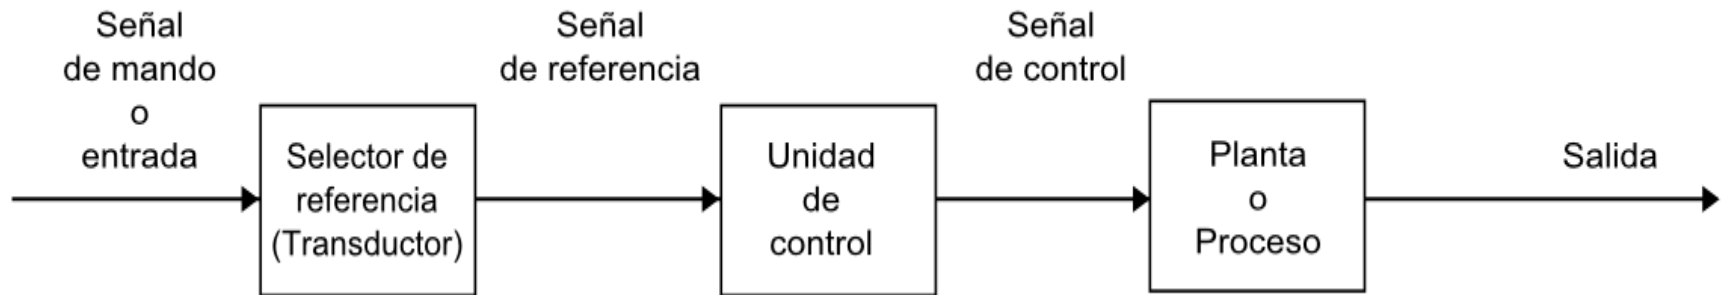 Señal
de mando
o
entrada
Selector de
referencia
(Transductor)
Señal
de referencia
Unidad
de
control
Señal
de control
Planta
o
Proceso
Salida